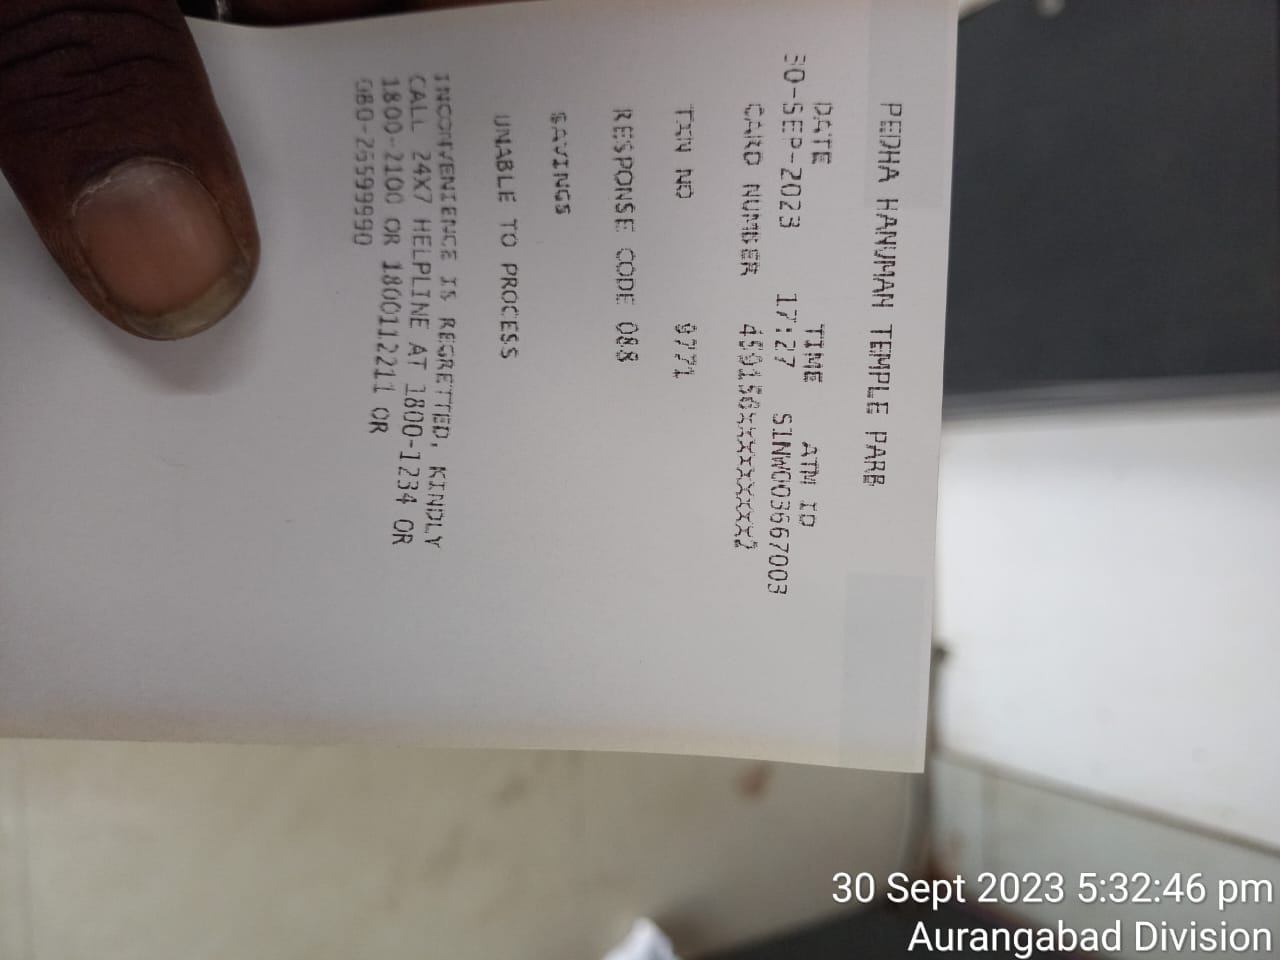 PEDHA HANUMAN TEMPLE PARB
DATE TIME ATM ID
30-SEP-2023 17:27 S1NW003667003
CARD NUMBER 459150xxxxxxxxx2
TXN NO 9771
RESPONSE CODE 088
SAVINGS
UNABLE TO PROCESS
INCONVENIENCE IS REGRETTED, KINDLY
CALL 24X7 HELPLINE AT 1800-1234 OR
1800-2100 OR 1800112211 OR
080-26599990
30 Sept 2023 5:32:46 pm
Aurangabad Division